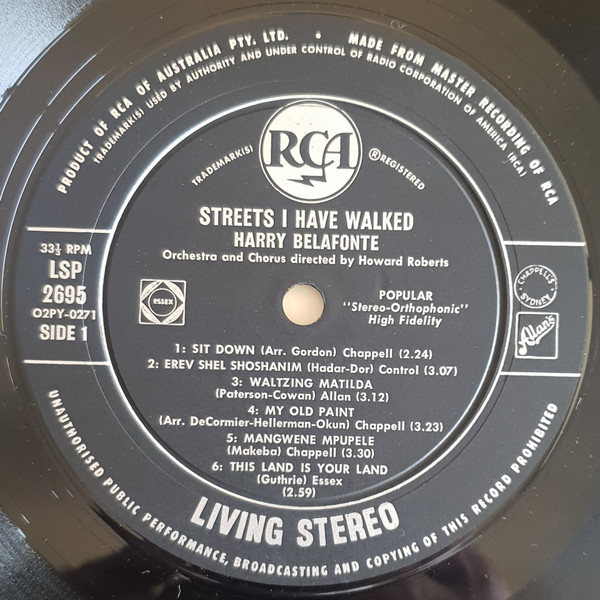 PRODUCT OF RCA OF AUSTRALIA PTY. LTD. • MADE FROM MASTER RECORDING OF RCA
TRADEMARK(S) USED BY AUTHORITY AND UNDER CONTROL OF RADIO CORPORATION OF AMERICA (RCA)
TRADEMARK(S) RCA ® REGISTERED
STREETS I HAVE WALKED
HARRY BELAFONTE
Orchestra and Chorus directed by Howard Roberts
33⅓ RPM
LSP
2695
O2PY-0271
SIDE 1
ESSEX
POPULAR
"Stereo-Orthophonic"
High Fidelity
CHAPPELL'S
SYDNEY
Allan's
1: SIT DOWN (Arr. Gordon) Chappell (2.24)
2: EREV SHEL SHOSHANIM (Hadar-Dor) Control (3.07)
3: WALTZING MATILDA
(Paterson-Cowan) Allan (3.12)
4: MY OLD PAINT
(Arr. DeCormier-Hellerman-Okun) Chappell (3.23)
5: MANGWENE MPUPELE
(Makeba) Chappell (3.30)
6: THIS LAND IS YOUR LAND
(Guthrie) Essex
(2.59)
LIVING STEREO
UNAUTHORISED PUBLIC PERFORMANCE, BROADCASTING AND COPYING OF THIS RECORD PROHIBITED